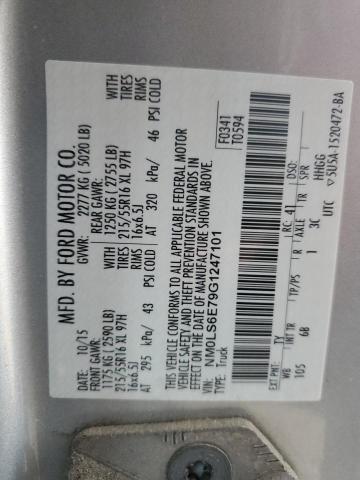 MFD. BY FORD MOTOR CO.
DATE: 10/15 GVWR: 2277 KG ( 5020 LB)
FRONT GAWR: REAR GAWR:
1175 KG ( 2590 LB) 1250 KG ( 2755 LB) WITH
215/55R16 XL 97H WITH 215/55R16 XL 97H TIRES
16x6.5J TIRES 16x6.5J RIMS
RIMS
AT 295 kPa/ 43 PSI COLD AT 320 kPa/ 46 PSI COLD
THIS VEHICLE CONFORMS TO ALL APPLICABLE FEDERAL MOTOR
VEHICLE SAFETY AND THEFT PREVENTION STANDARDS IN
EFFECT ON THE DATE OF MANUFACTURE SHOWN ABOVE.
VIN: NM0LS6E79G1247101
TYPE: Truck
F0341
T0594
EXT PNT: TY RC: 41 DSO:
WB INT TR TP/PS R AXLE TR SPR
105 6B 1 3C HHGG
UTC ▽5U5A-1520472-BA